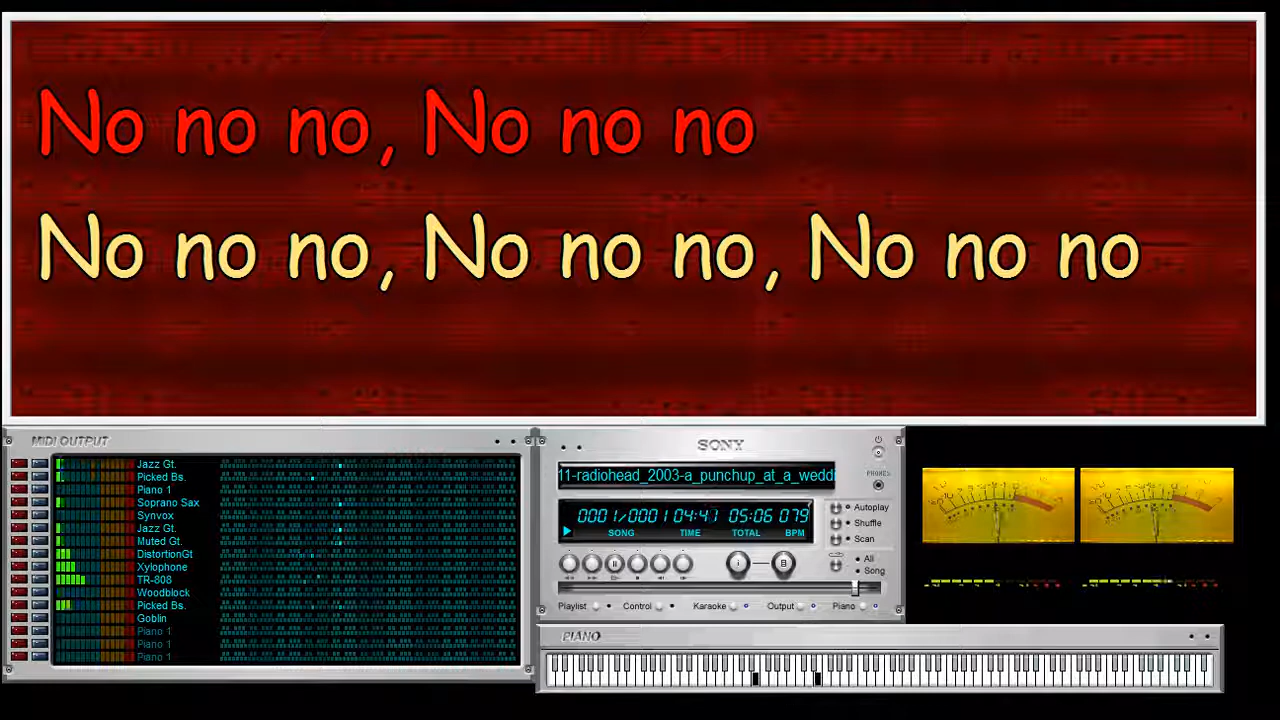 No no no, No no no
No no no, No no no, No no no
MIDI OUTPUT
Jazz Gt.
Picked Bs.
Piano 1
Soprano Sax
Synvox
Jazz Gt.
Muted Gt.
DistortionGt
Xylophone
TR-808
Woodblock
Picked Bs.
Goblin
Piano 1
Piano 1
Piano 1
SONY
PHONES
11-radiohead_2003-a_punchup_at_a_weddi
0001/0001 04:41 05:06 079
SONG TIME TOTAL BPM
Autoplay
Shuffle
Scan
All
Song
Playlist Control Karaoke Output Piano
PIANO